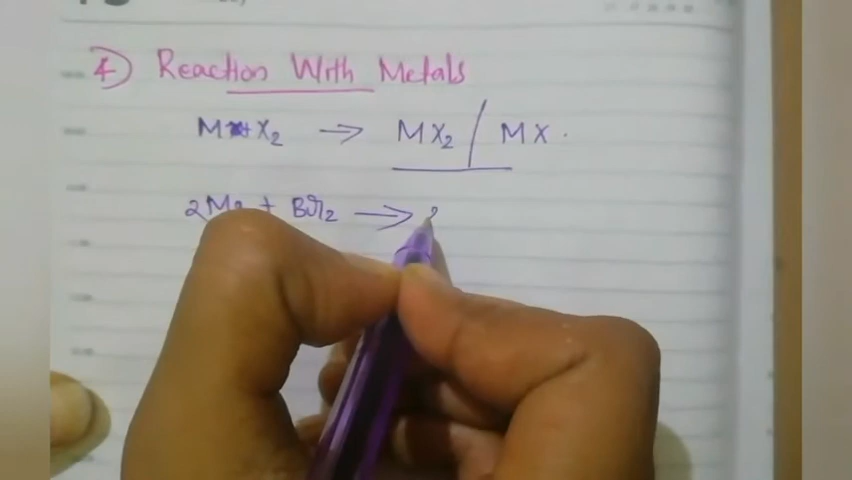 4) Reaction With Metals
M + X₂ → MX₂ / MX .
+ Br₂ →